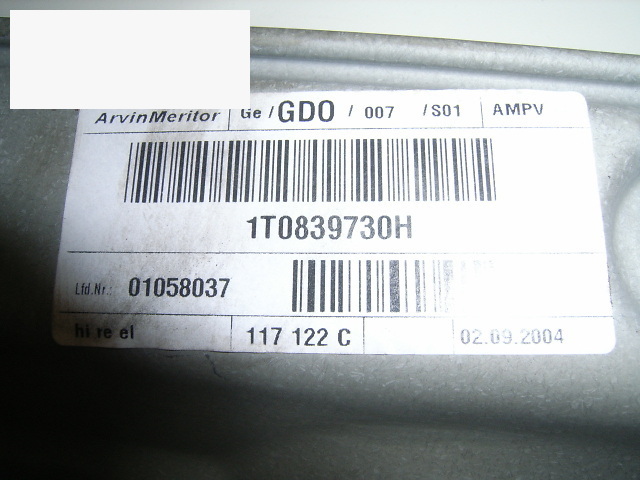 ArvinMeritor Ge / GDO / 007 / S01 AMPV
1T0839730H
Lfd.Nr.: 01058037
hi re el 117 122 C 02.09.2004